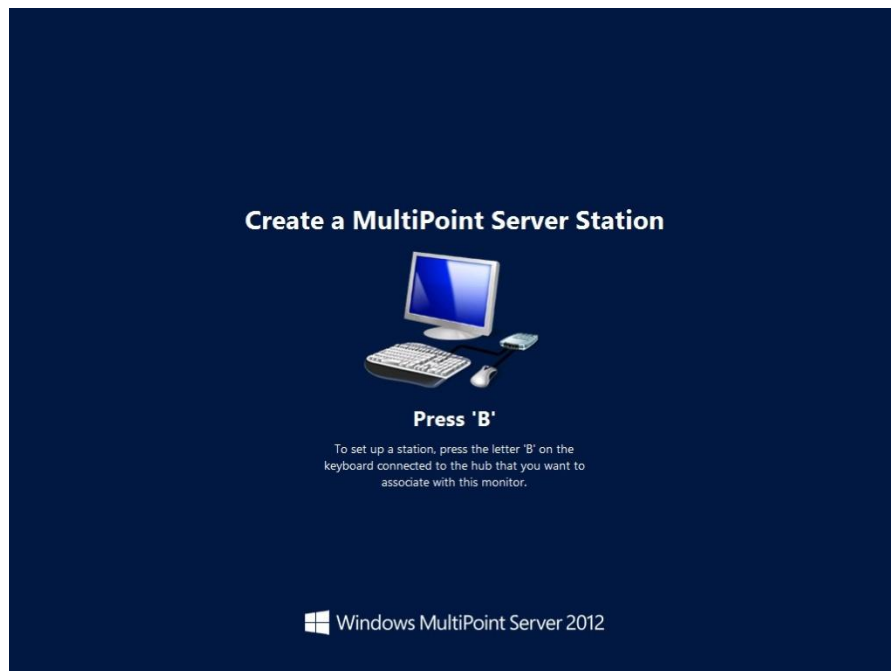 Create a MultiPoint Server Station
Press 'B'
To set up a station, press the letter 'B' on the
keyboard connected to the hub that you want to
associate with this monitor.
Windows MultiPoint Server 2012